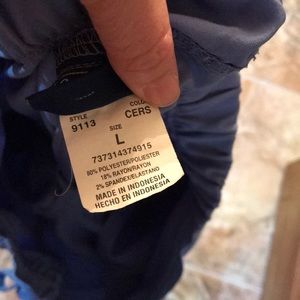 STYLE COLO
9113 CERS
SIZE
L
737314374915
80% POLYESTER/POLIESTER
18% RAYON/RAYON
2% SPANDEX/ELASTANO
MADE IN INDONESIA
HECHO EN INDONESIA